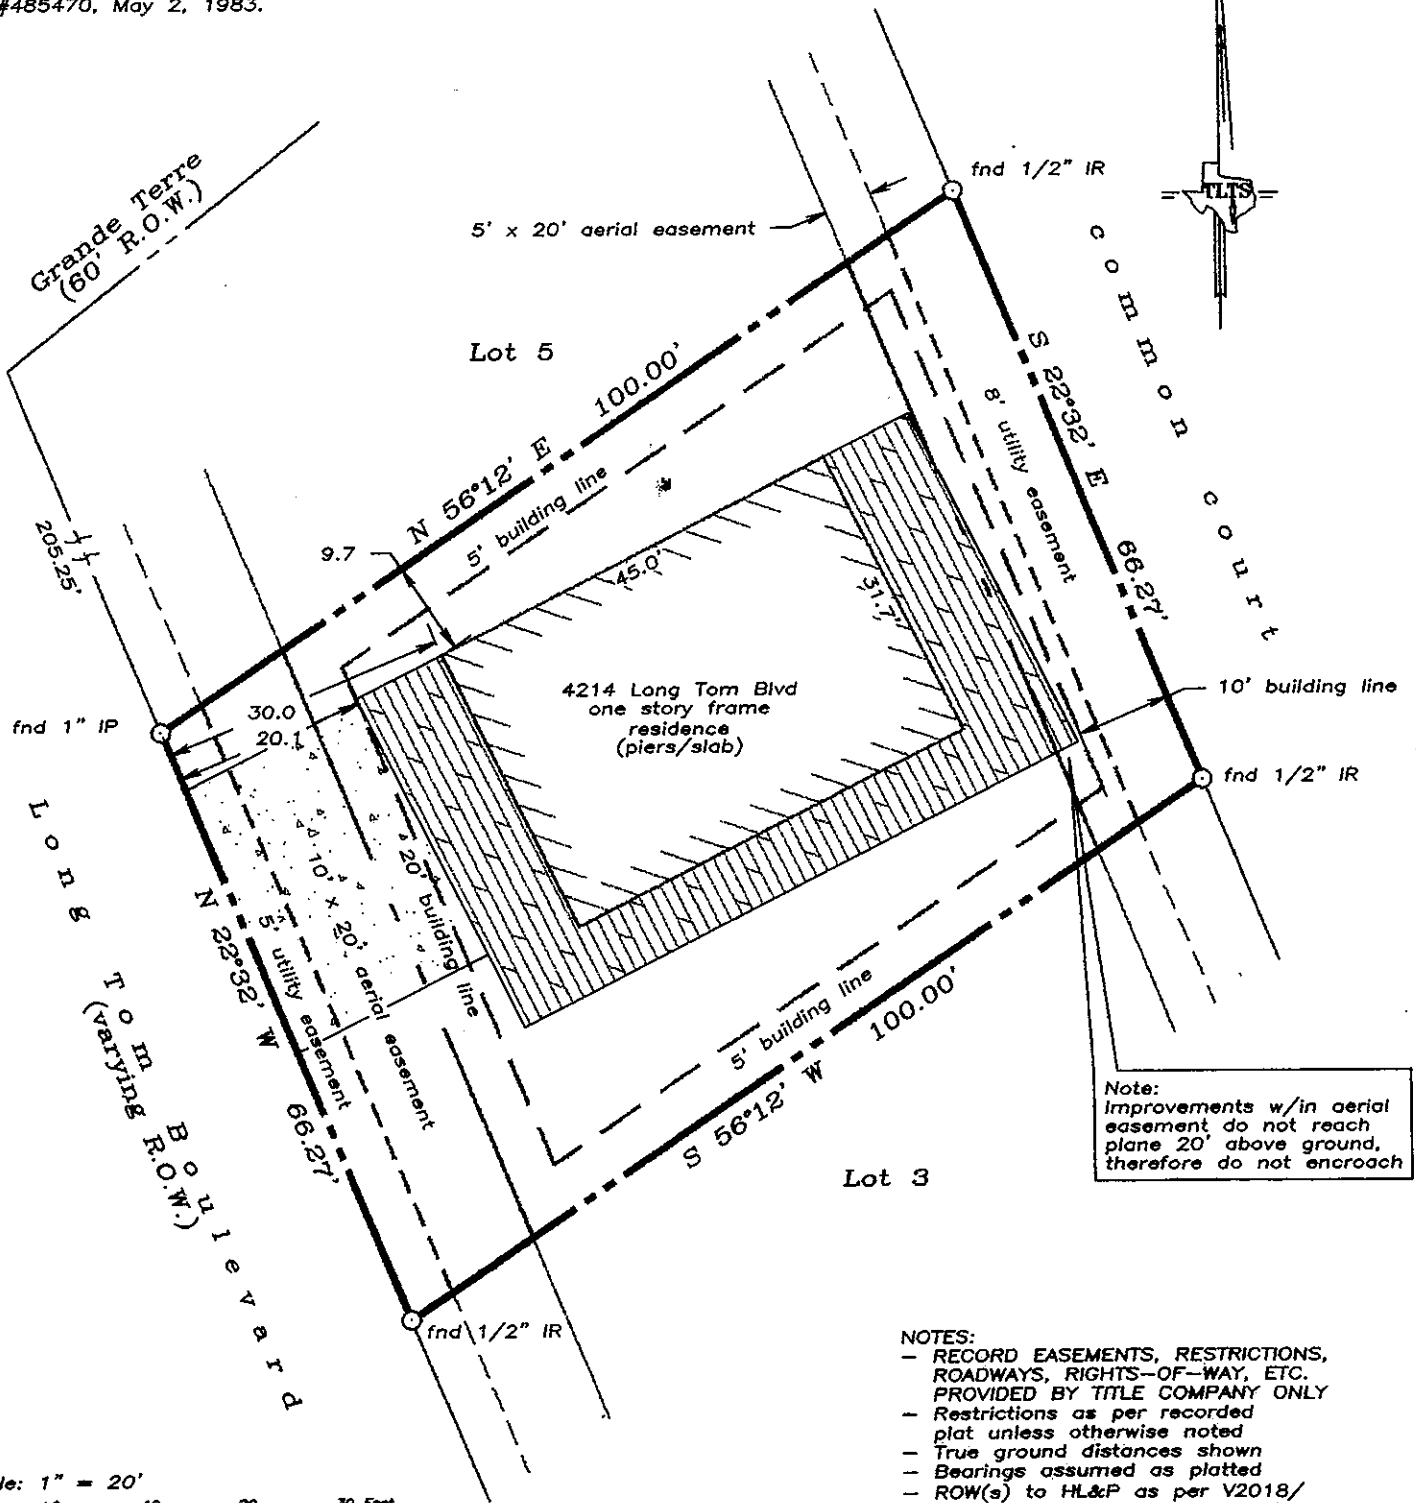 #485470, May 2, 1983.
TLTS
Grande Terre
(60' R.O.W.)
fnd 1/2" IR
5' x 20' aerial easement
common court
Lot 5
N 56°12' E 100.00'
S 22°32' E 66.27'
8' utility easement
5' building line
205.25'
9.7
45.0'
31.7'
4214 Long Tom Blvd
one story frame
residence
(piers/slab)
10' building line
fnd 1" IP
30.0
20.1
fnd 1/2" IR
Long Tom Boulevard
(varying R.O.W.)
N 22°32' W 66.27'
5' utility easement
10' x 20' aerial easement
20' building line
5' building line
S 56°12' W 100.00'
Lot 3
Note:
Improvements w/in aerial
easement do not reach
plane 20' above ground,
therefore do not encroach
fnd 1/2" IR
NOTES:
- RECORD EASEMENTS, RESTRICTIONS,
ROADWAYS, RIGHTS-OF-WAY, ETC.
PROVIDED BY TITLE COMPANY ONLY
- Restrictions as per recorded
plat unless otherwise noted
- True ground distances shown
- Bearings assumed as platted
- ROW(s) to HL&P as per V2018/
le: 1" = 20'
30 Feet